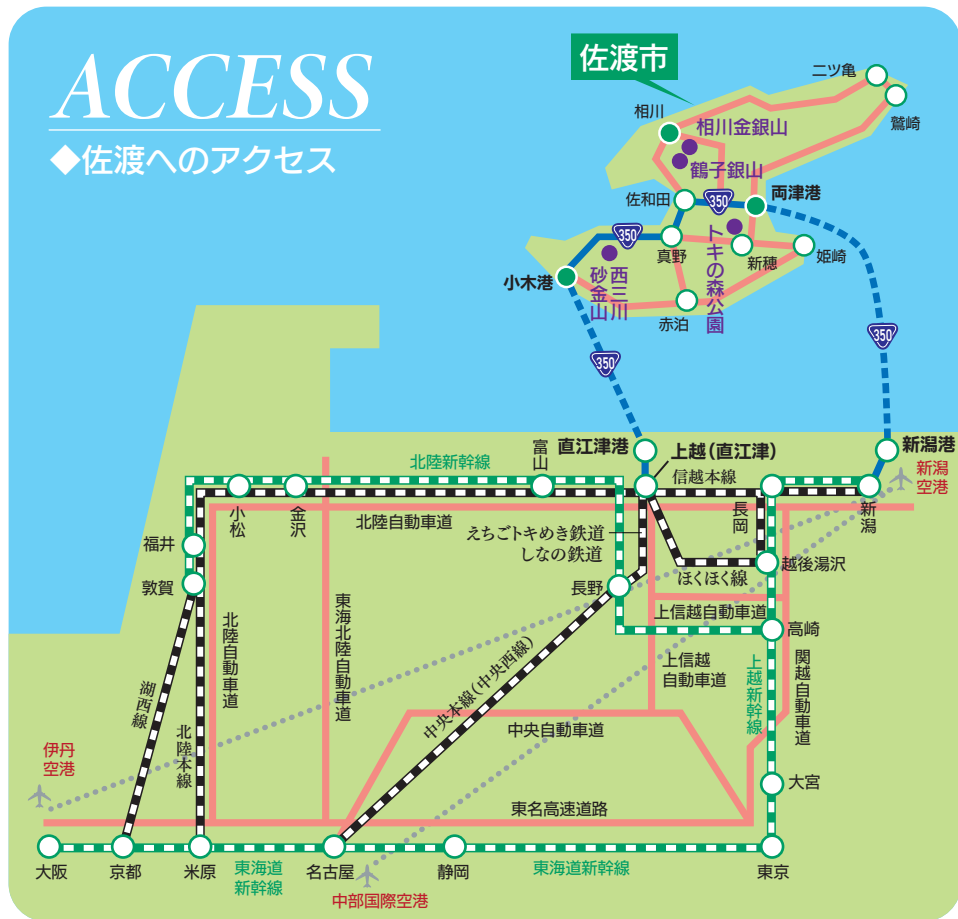 ACCESS
◆佐渡へのアクセス
佐渡市
二ツ亀
鷲崎
相川
相川金銀山
鶴子銀山
佐和田
350
両津港
350
真野
トキの森公園
新穂
姫崎
小木港
西三川
砂金山
赤泊
350
350
直江津港
上越(直江津)
新潟港
新潟
空港
北陸新幹線
富山
信越本線
小松
金沢
北陸自動車道
長岡
新潟
えちごトキめき鉄道
しなの鉄道
福井
敦賀
長野
ほくほく線
越後湯沢
上信越自動車道
高崎
北陸自動車道
東海北陸自動車道
上信越
自動車道
上越新幹線
関越自動車道
湖西線
北陸本線
中央本線(中央西線)
中央自動車道
伊丹
空港
大宮
東名高速道路
大阪
京都
米原
東海道
新幹線
名古屋
静岡
東海道新幹線
東京
中部国際空港